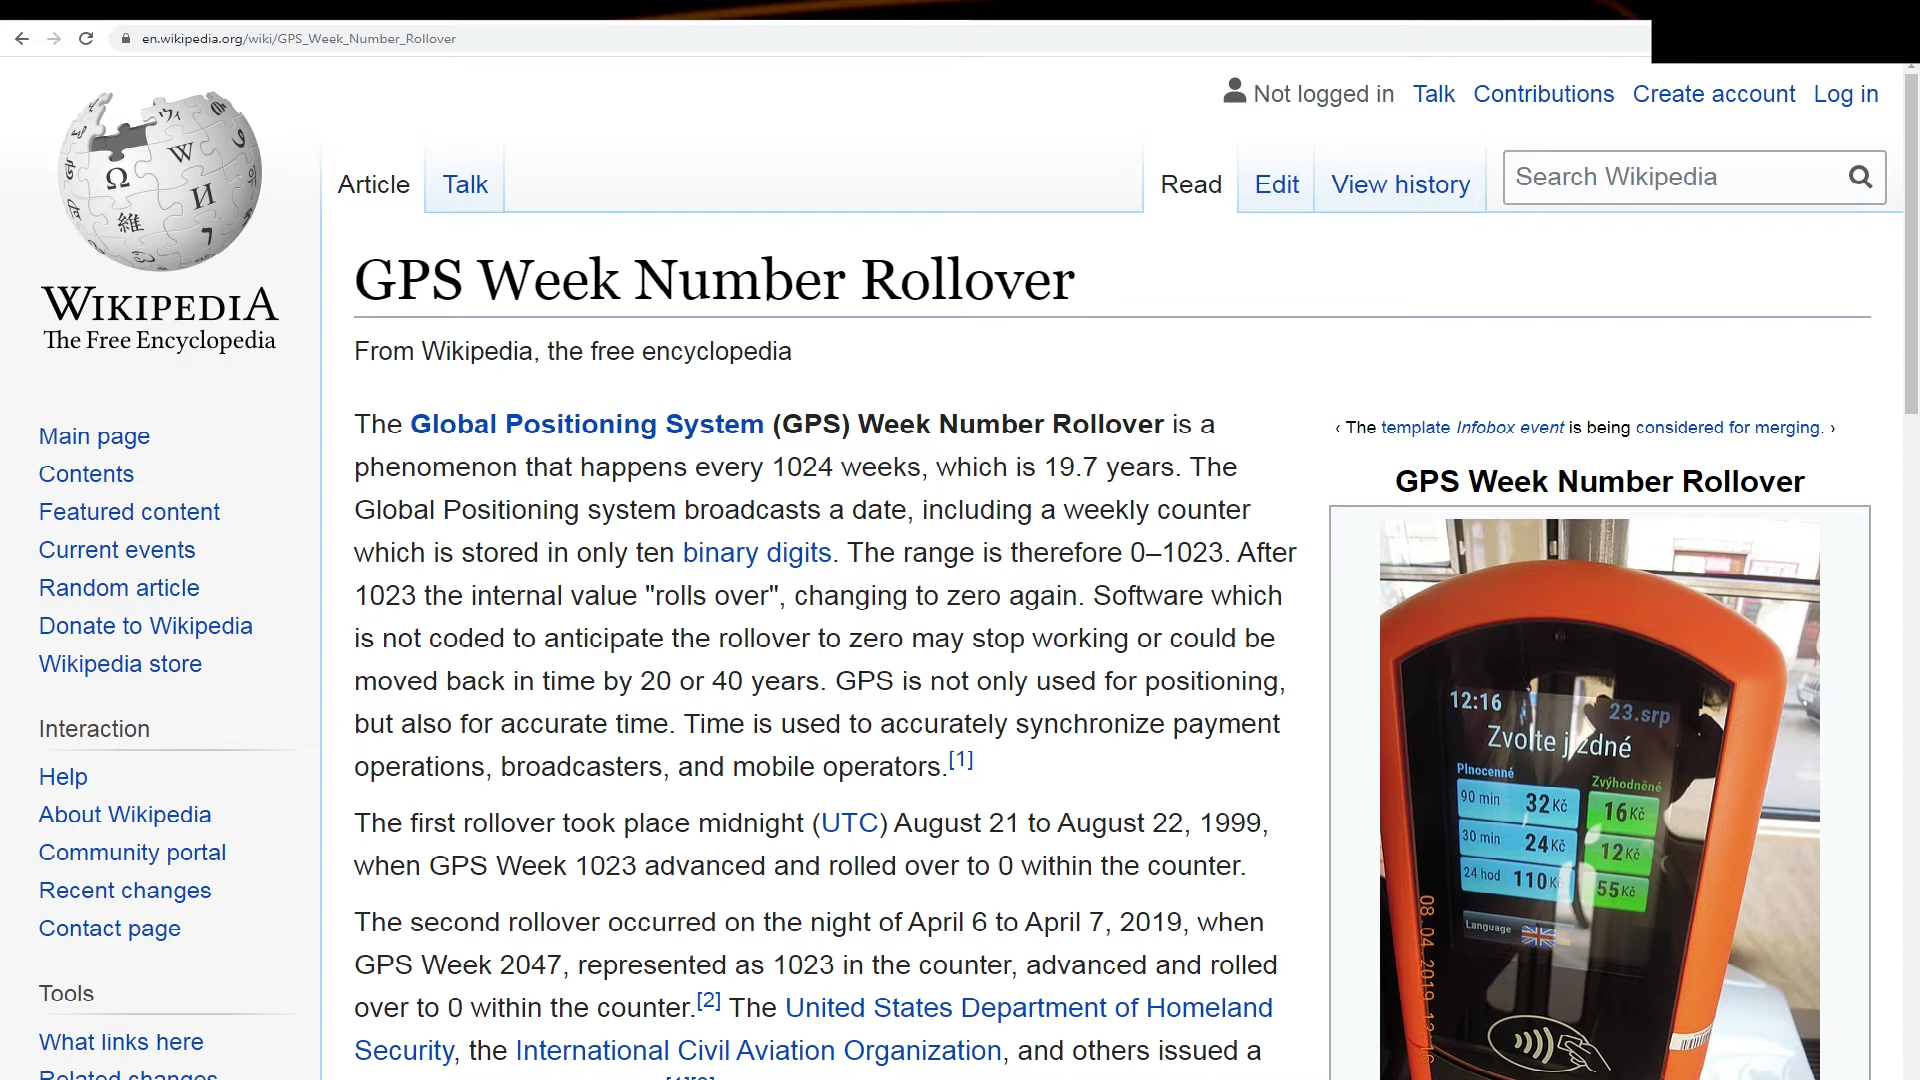 en.wikipedia.org/wiki/GPS_Week_Number_Rollover
Not logged in Talk Contributions Create account Log in
Article Talk Read Edit View history Search Wikipedia
Ω W И 維 ウィ
WIKIPEDIA
The Free Encyclopedia
Main page
Contents
Featured content
Current events
Random article
Donate to Wikipedia
Wikipedia store
Interaction
Help
About Wikipedia
Community portal
Recent changes
Contact page
Tools
What links here
Related changes
GPS Week Number Rollover
From Wikipedia, the free encyclopedia
The Global Positioning System (GPS) Week Number Rollover is a
phenomenon that happens every 1024 weeks, which is 19.7 years. The
Global Positioning system broadcasts a date, including a weekly counter
which is stored in only ten binary digits. The range is therefore 0–1023. After
1023 the internal value "rolls over", changing to zero again. Software which
is not coded to anticipate the rollover to zero may stop working or could be
moved back in time by 20 or 40 years. GPS is not only used for positioning,
but also for accurate time. Time is used to accurately synchronize payment
operations, broadcasters, and mobile operators.[1]
The first rollover took place midnight (UTC) August 21 to August 22, 1999,
when GPS Week 1023 advanced and rolled over to 0 within the counter.
The second rollover occurred on the night of April 6 to April 7, 2019, when
GPS Week 2047, represented as 1023 in the counter, advanced and rolled
over to 0 within the counter.[2] The United States Department of Homeland
Security, the International Civil Aviation Organization, and others issued a
‹ The template Infobox event is being considered for merging. ›
GPS Week Number Rollover
12:16 23.srp
Zvolte jízdné
Plnocenné Zvýhodněné
90 min 32 Kč 16 Kč
30 min 24 Kč 12 Kč
24 hod 110 Kč 55 Kč
Language
08.04.2019 12:16